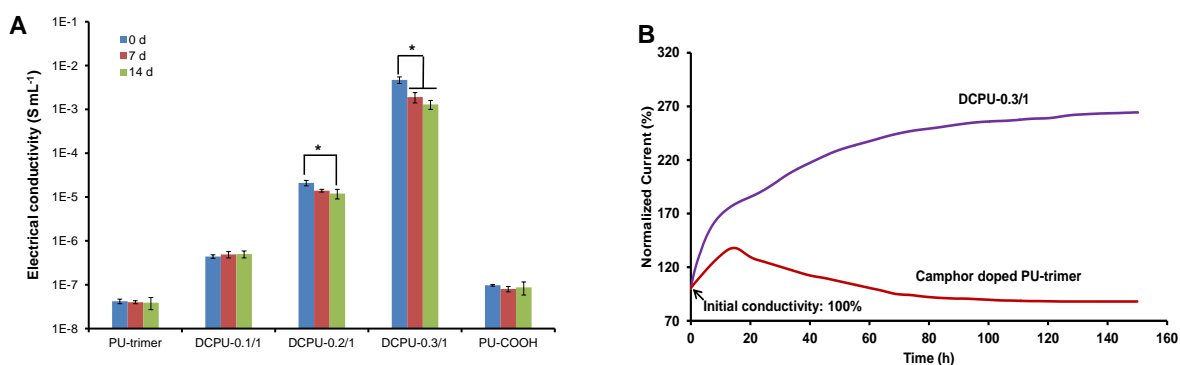 A
Electrical conductivity (S mL⁻¹)
1E-1
1E-2
1E-3
1E-4
1E-5
1E-6
1E-7
1E-8
0 d
7 d
14 d
*
*
PU-trimer
DCPU-0.1/1
DCPU-0.2/1
DCPU-0.3/1
PU-COOH
B
Normalized Current (%)
320
270
220
170
120
70
DCPU-0.3/1
Camphor doped PU-trimer
Initial conductivity: 100%
0
20
40
60
80
100
120
140
160
Time (h)